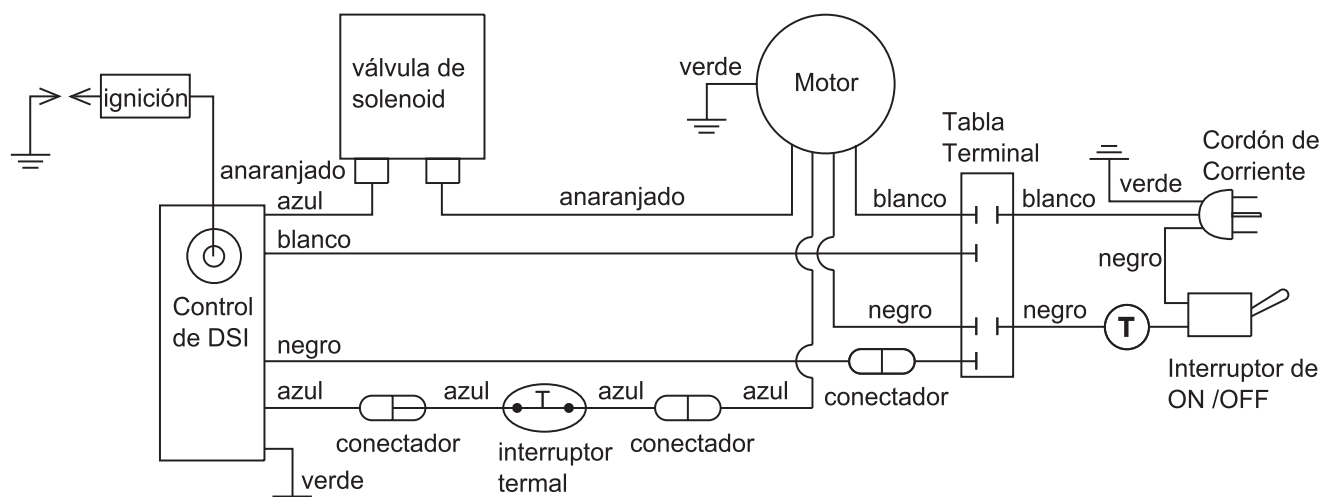 válvula de
solenoid
Motor
verde
ignición
Tabla
Terminal
Cordón de
Corriente
anaranjado
azul
anaranjado
blanco
blanco
verde
blanco
negro
Control
de DSI
negro
negro
negro
T
Interruptor de
ON /OFF
azul
azul
T
azul
azul
conectador
conectador
interruptor
termal
conectador
verde